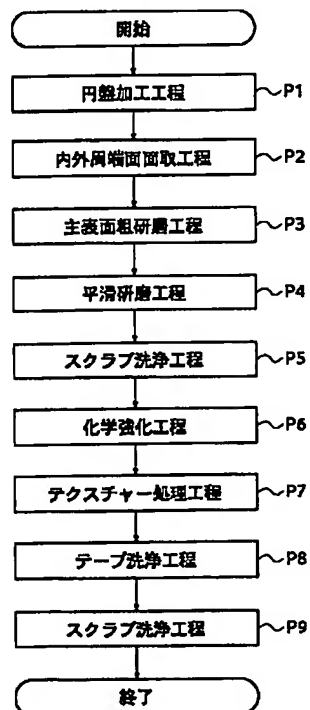 開始
円盤加工工程 P1
内外周端面面取工程 P2
主表面粗研磨工程 P3
平滑研磨工程 P4
スクラブ洗浄工程 P5
化学強化工程 P6
テクスチャー処理工程 P7
テープ洗浄工程 P8
スクラブ洗浄工程 P9
終了